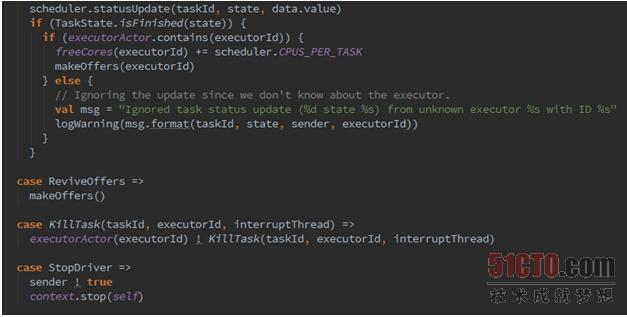 scheduler.statusUpdate(taskId, state, data.value)
if (TaskState.isFinished(state)) {
if (executorActor.contains(executorId)) {
freeCores(executorId) += scheduler.CPUS_PER_TASK
makeOffers(executorId)
} else {
// Ignoring the update since we don't know about the executor.
val msg = "Ignored task status update (%d state %s) from unknown executor %s with ID %s"
logWarning(msg.format(taskId, state, sender, executorId))
}
}
case ReviveOffers =>
makeOffers()
case KillTask(taskId, executorId, interruptThread) =>
executorActor(executorId) ! KillTask(taskId, executorId, interruptThread)
case StopDriver =>
sender ! true
context.stop(self)
51CTO.com
技术成就梦想